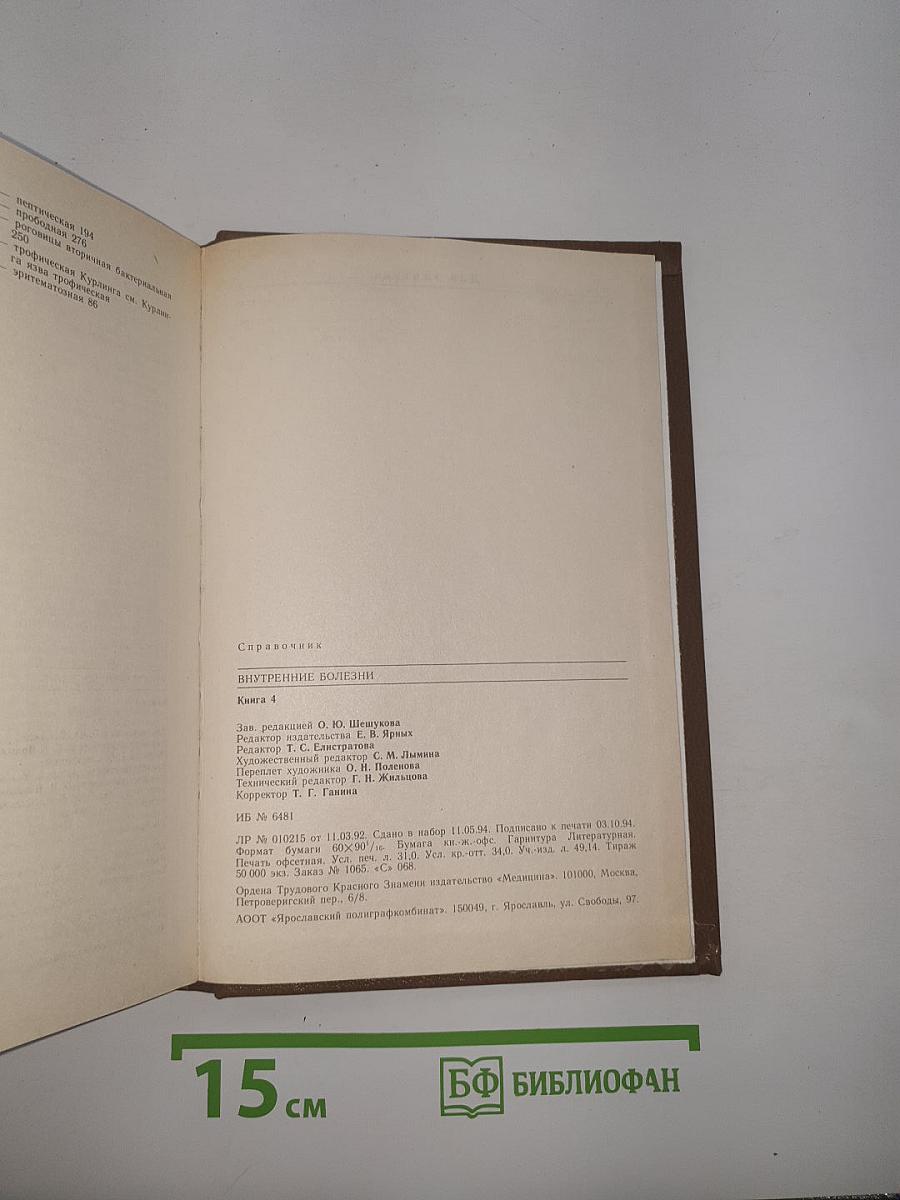 — пептическая 194
— прободная 276
— роговицы вторичная бактериальная
250
— трофическая Курлинга см. Курлин-
га язва трофическая
— эритематозная 86
Справочник
ВНУТРЕННИЕ БОЛЕЗНИ
Книга 4
Зав. редакцией О. Ю. Шешукова
Редактор издательства Е. В. Ярных
Редактор Т. С. Елистратова
Художественный редактор С. М. Лымина
Переплет художника О. Н. Поленова
Технический редактор Г. Н. Жильцова
Корректор Т. Г. Ганина
ИБ № 6481
ЛР № 010215 от 11.03.92. Сдано в набор 11.05.94. Подписано к печати 03.10.94.
Формат бумаги 60×90¹/₁₆. Бумага кн.-ж.-офс. Гарнитура Литературная.
Печать офсетная. Усл. печ. л. 31,0. Усл. кр.-отт. 34,0. Уч.-изд. л. 49,14. Тираж
50 000 экз. Заказ № 1065. «С» 068.
Ордена Трудового Красного Знамени издательство «Медицина». 101000, Москва,
Петроверигский пер., 6/8.
АООТ «Ярославский полиграфкомбинат». 150049, г. Ярославль, ул. Свободы, 97.
15 см
БФ БИБЛИОФАН